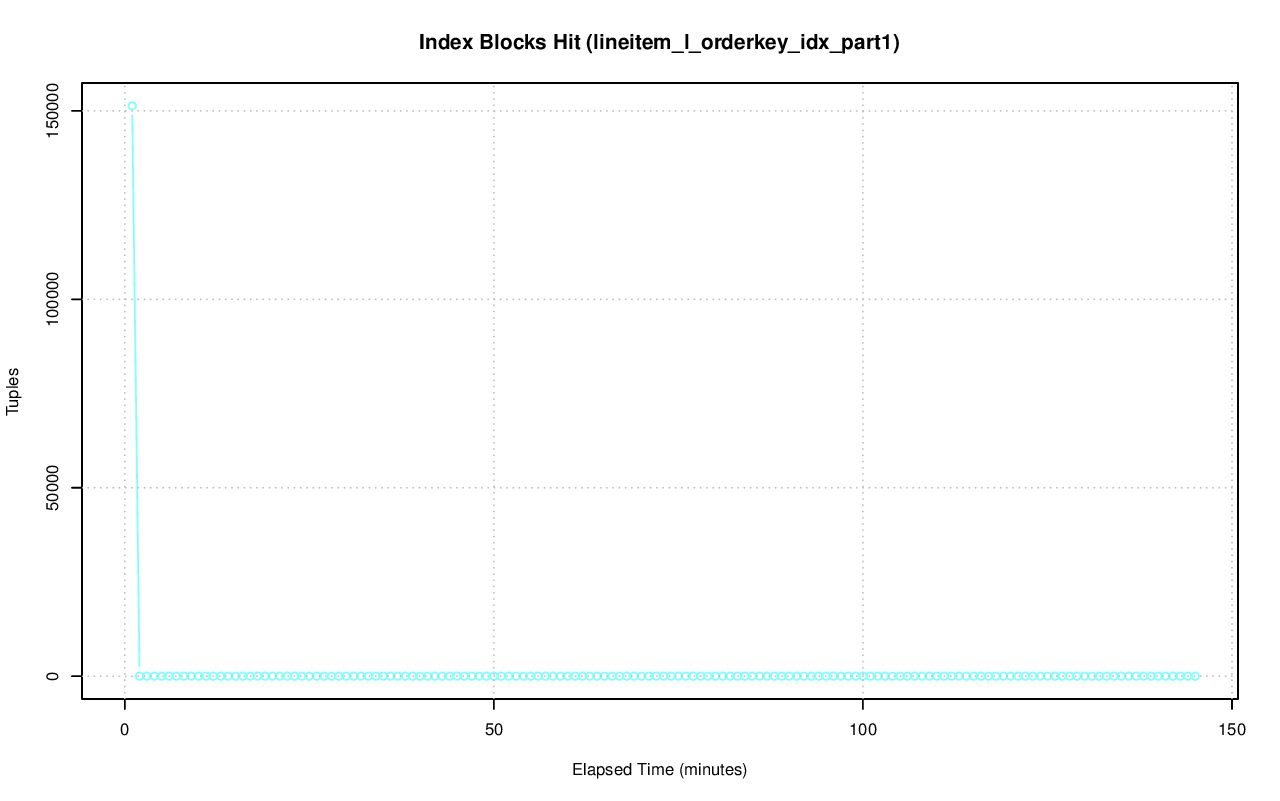 Index Blocks Hit (lineitem_l_orderkey_idx_part1)
150000
100000
50000
0
Tuples
0 50 100 150
Elapsed Time (minutes)